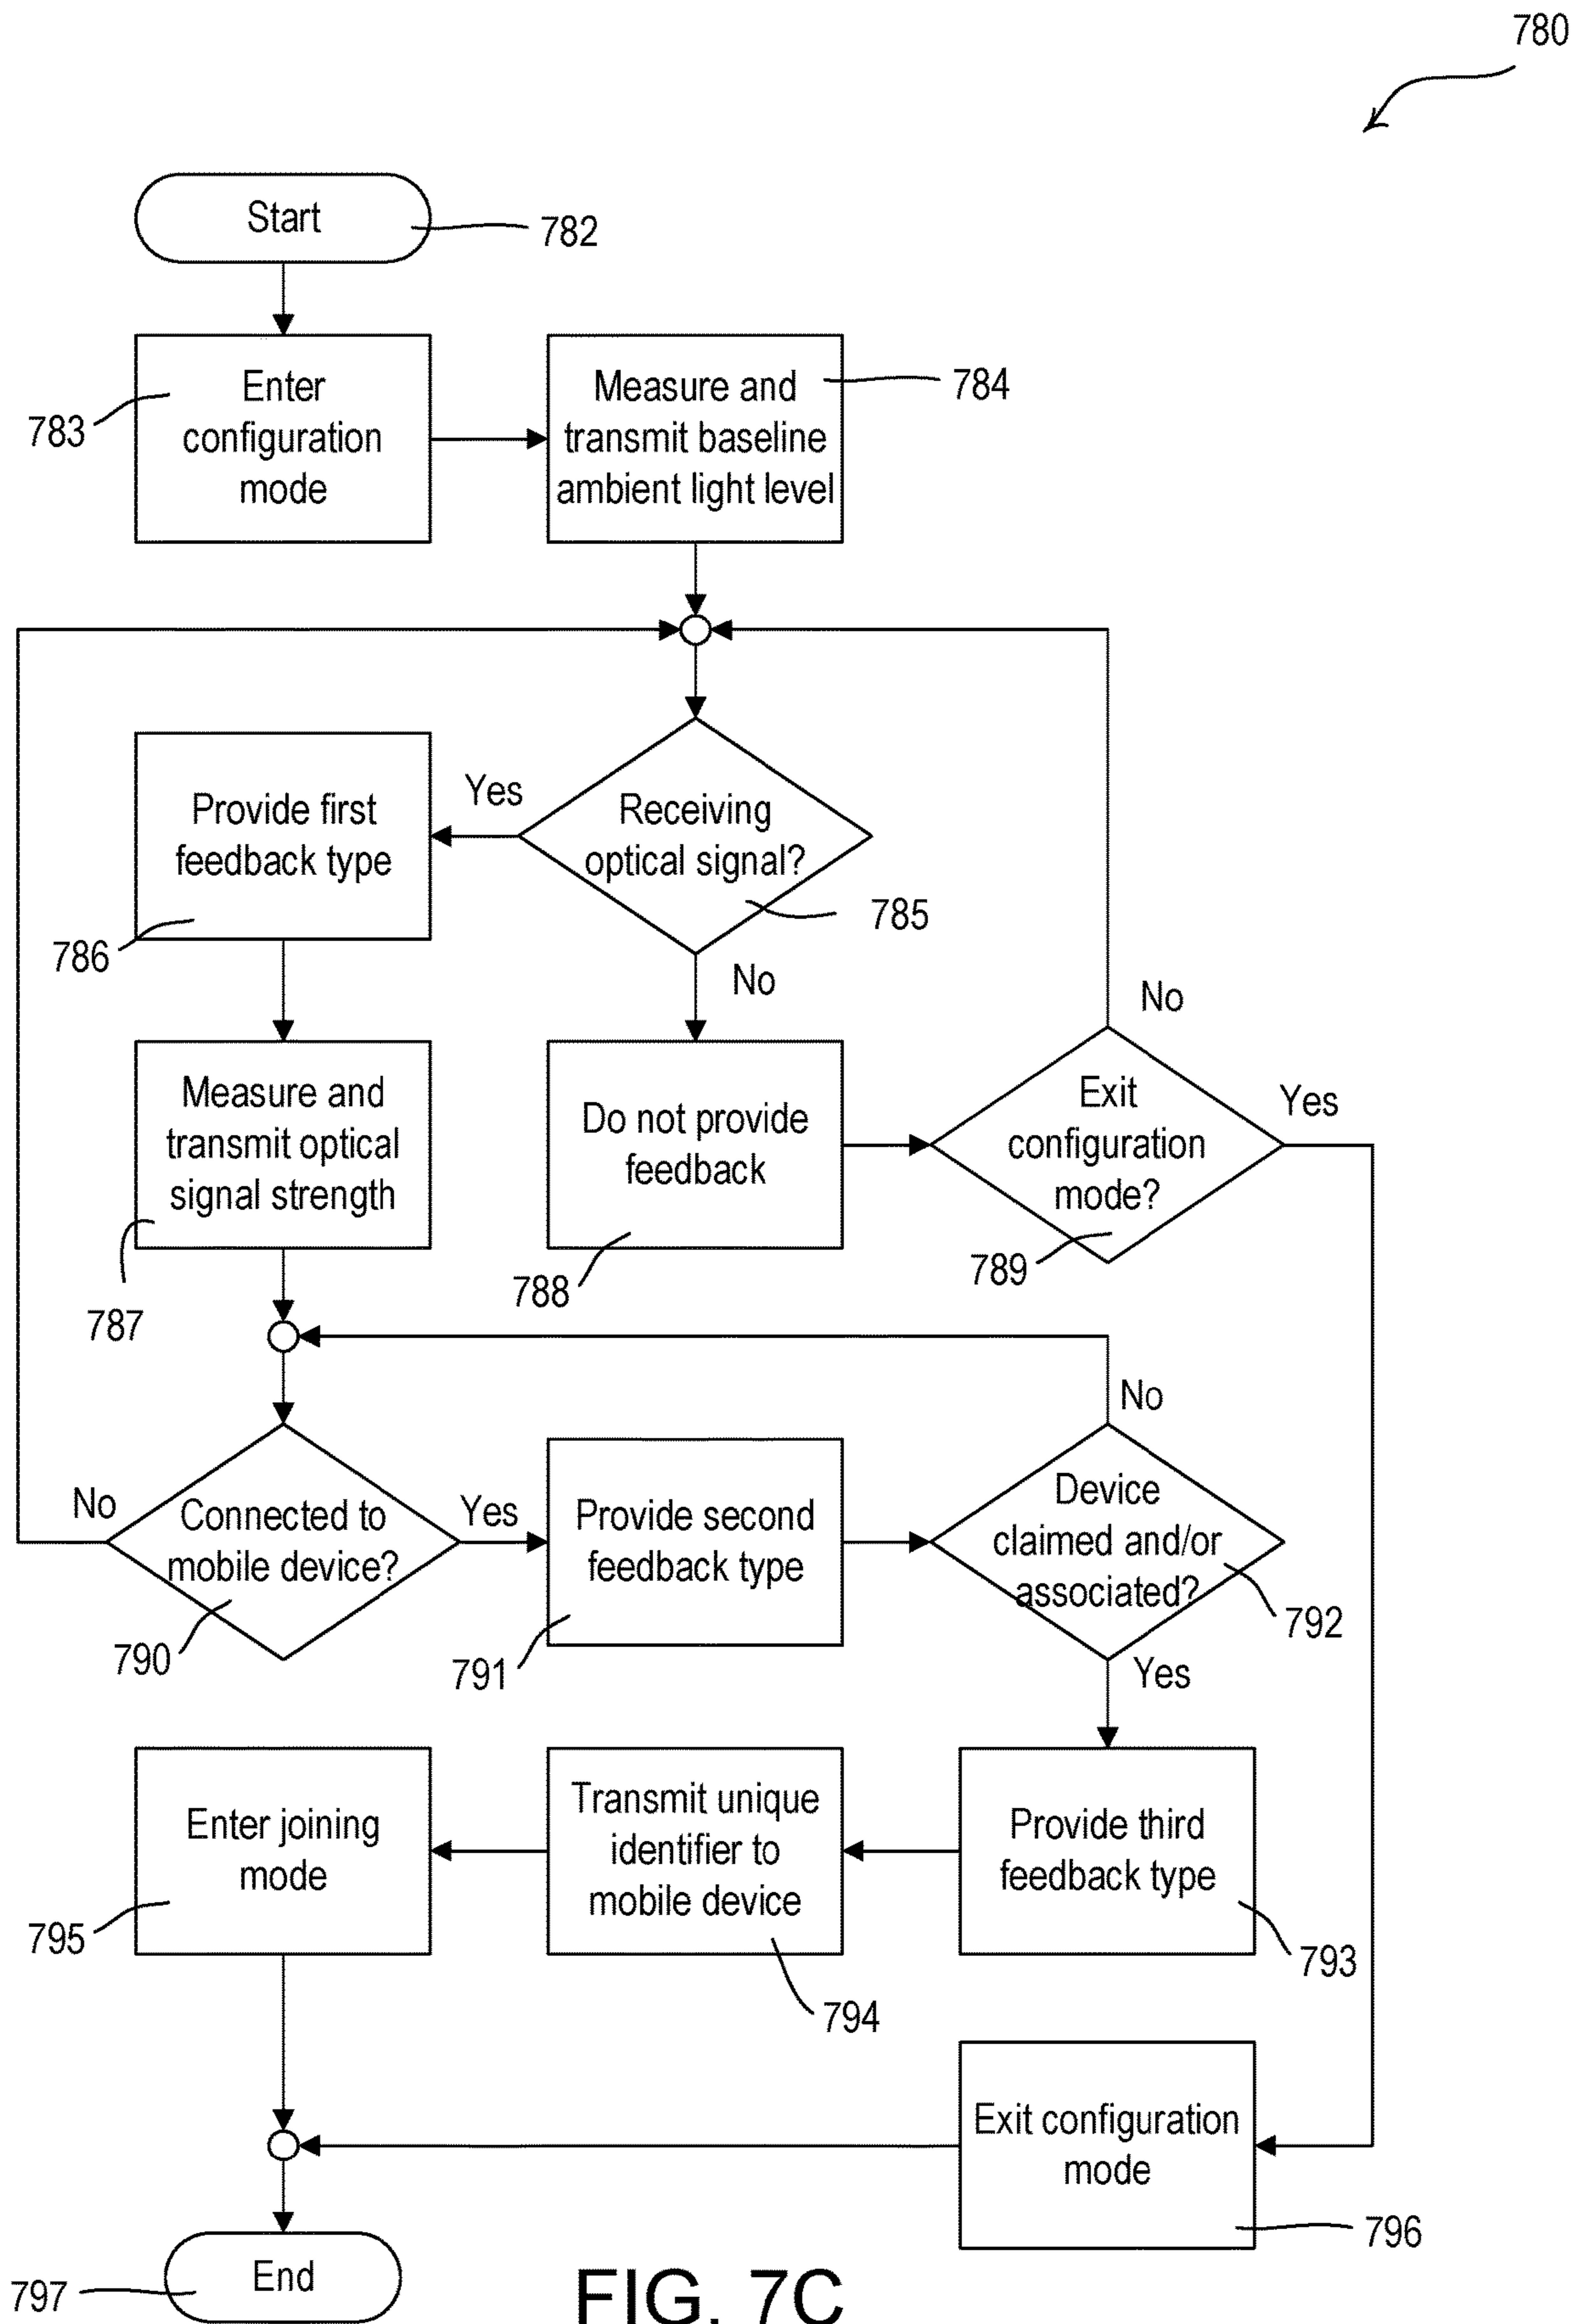 780
Start
782
Enter
configuration
mode
783
Measure and
transmit baseline
ambient light level
784
Receiving
optical signal?
785
Yes
No
Provide first
feedback type
786
Measure and
transmit optical
signal strength
787
Do not provide
feedback
788
Exit
configuration
mode?
789
No
Yes
Connected to
mobile device?
790
No
Yes
Provide second
feedback type
791
Device
claimed and/or
associated?
792
No
Yes
Provide third
feedback type
793
Transmit unique
identifier to
mobile device
794
Enter joining
mode
795
Exit configuration
mode
796
End
797
FIG. 7C